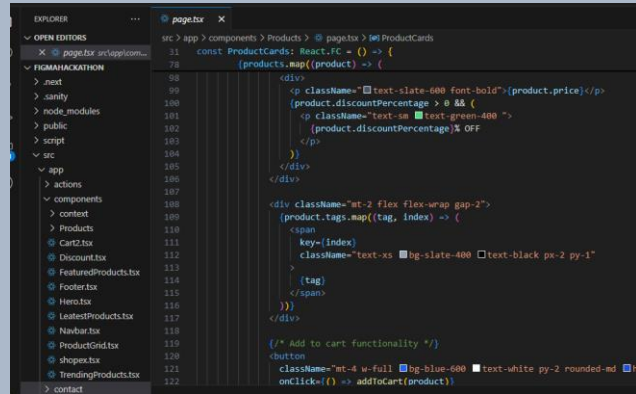 EXPLORER
OPEN EDITORS
page.tsx src\app\com...
FIGMAHACKATHON
.next
.sanity
node_modules
public
script
src
app
actions
components
context
Products
Cart2.tsx
Discount.tsx
FeaturedProducts.tsx
Footer.tsx
Hero.tsx
LeatestProducts.tsx
Navbar.tsx
ProductGrid.tsx
shopex.tsx
TrendingProducts.tsx
contact
page.tsx
src > app > components > Products > page.tsx > ProductCards
31 const ProductCards: React.FC = () => {
78 {products.map((product) => (
98 <div>
99 <p className="text-slate-600 font-bold">{product.price}</p>
100 {product.discountPercentage > 0 && (
101 <p className="text-sm text-green-400 ">
102 {product.discountPercentage}% OFF
103 </p>
104 )}
105 </div>
106 </div>
107
108 <div className="mt-2 flex flex-wrap gap-2">
109 {product.tags.map((tag, index) => (
110 <span
111 key={index}
112 className="text-xs bg-slate-400 text-black px-2 py-1"
113 >
114 {tag}
115 </span>
116 ))}
117 </div>
118
119 {/* Add to cart functionality */}
120 <button
121 className="mt-4 w-full bg-blue-600 text-white py-2 rounded-md h
122 onClick={() => addToCart(product)}